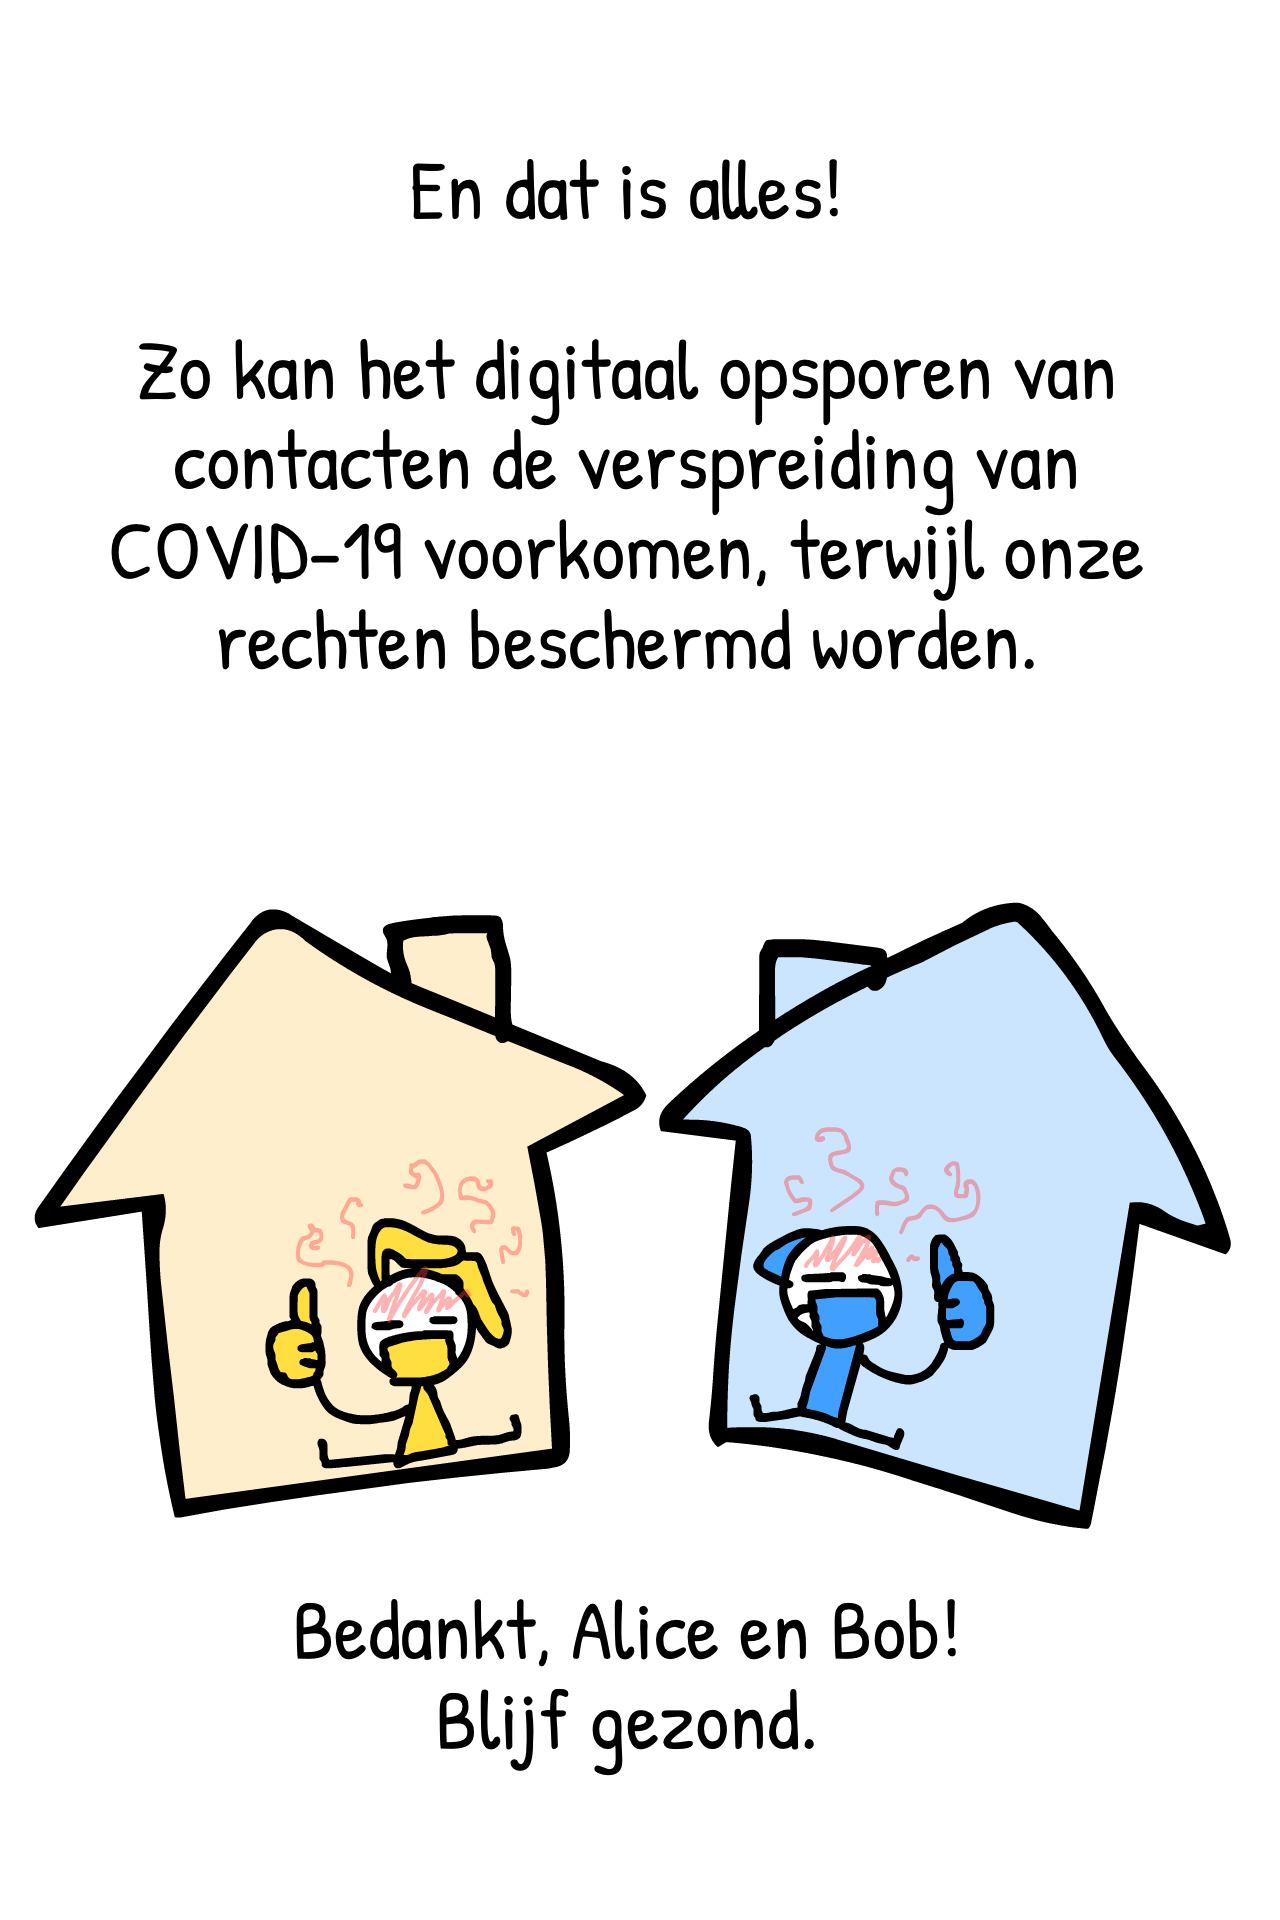 En dat is alles!
Zo kan het digitaal opsporen van
contacten de verspreiding van
COVID-19 voorkomen, terwijl onze
rechten beschermd worden.
Bedankt, Alice en Bob!
Blijf gezond.